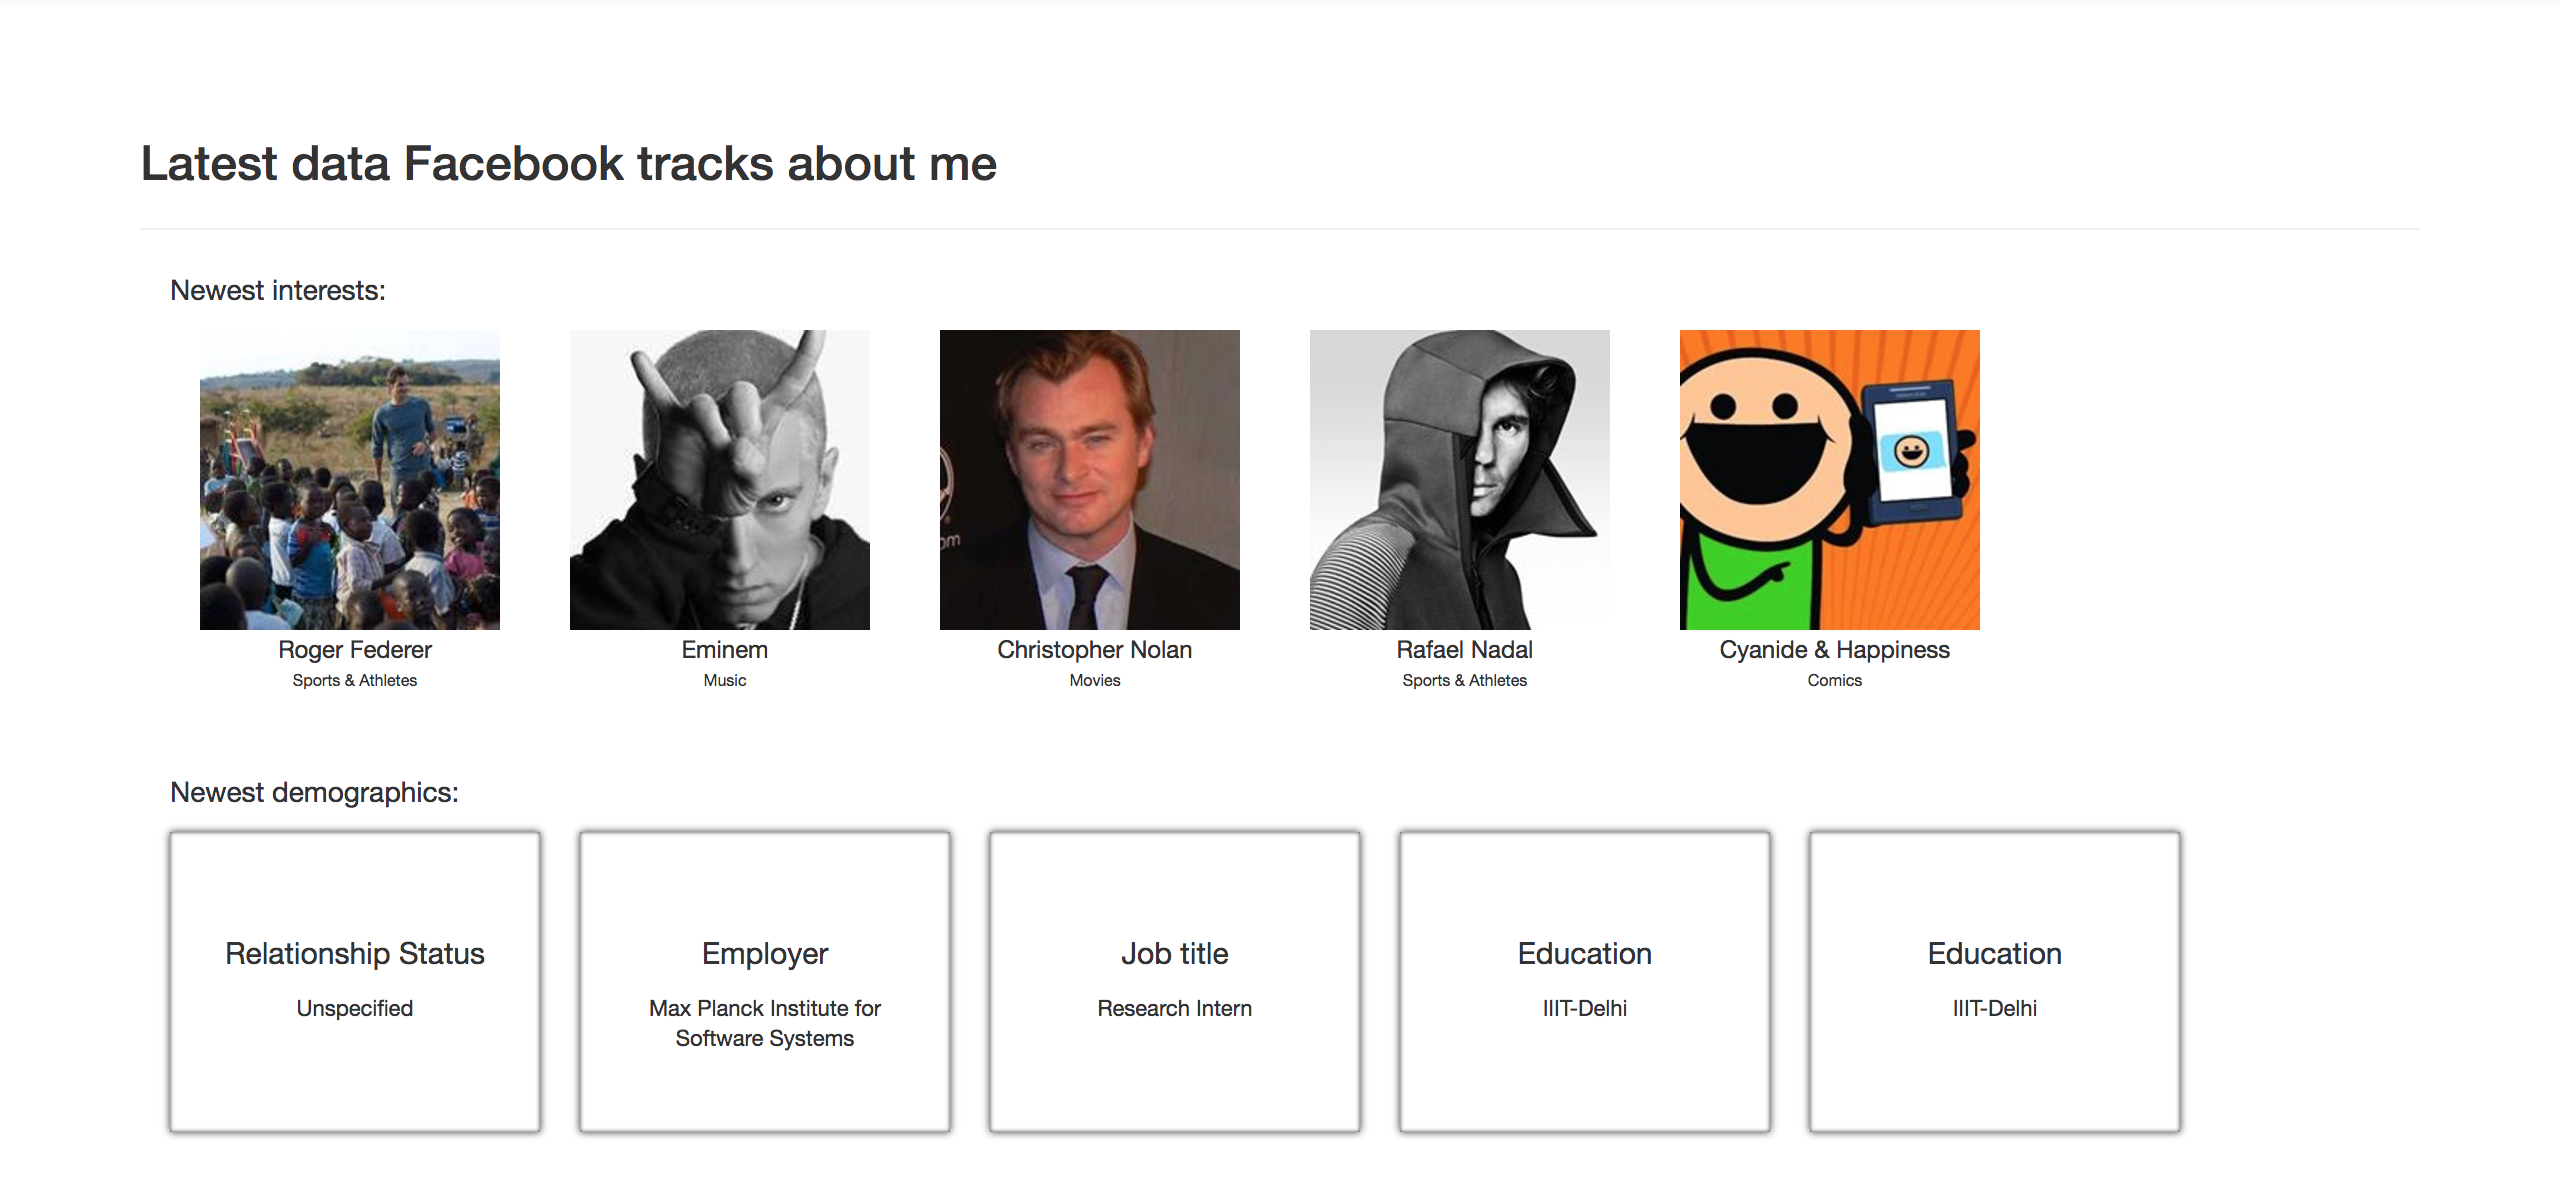 Latest data Facebook tracks about me
Newest interests:
Roger Federer
Sports & Athletes
Eminem
Music
Christopher Nolan
Movies
Rafael Nadal
Sports & Athletes
Cyanide & Happiness
Comics
Newest demographics:
Relationship Status
Unspecified
Employer
Max Planck Institute for
Software Systems
Job title
Research Intern
Education
IIIT-Delhi
Education
IIIT-Delhi